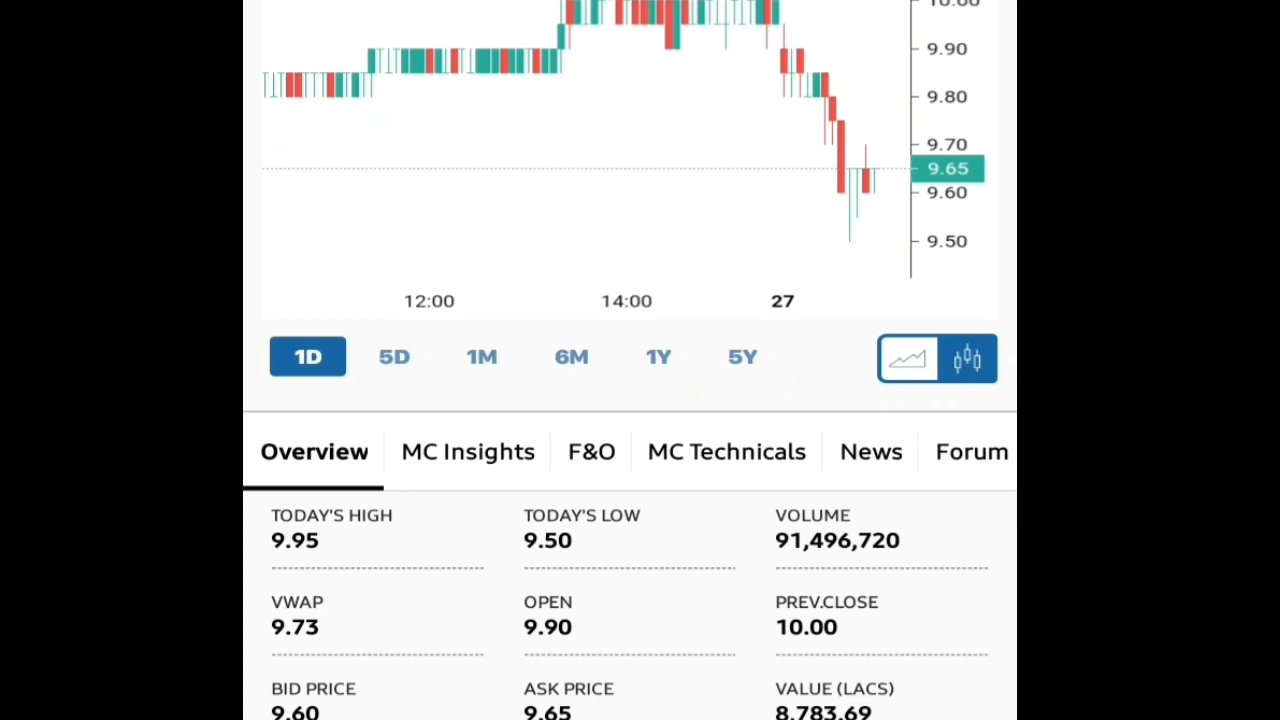 10.00
9.90
9.80
9.70
9.65
9.60
9.50
12:00 14:00 27
1D 5D 1M 6M 1Y 5Y
Overview MC Insights F&O MC Technicals News Forum
TODAY'S HIGH TODAY'S LOW VOLUME
9.95 9.50 91,496,720
VWAP OPEN PREV.CLOSE
9.73 9.90 10.00
BID PRICE ASK PRICE VALUE (LACS)
9.60 9.65 8,783.69